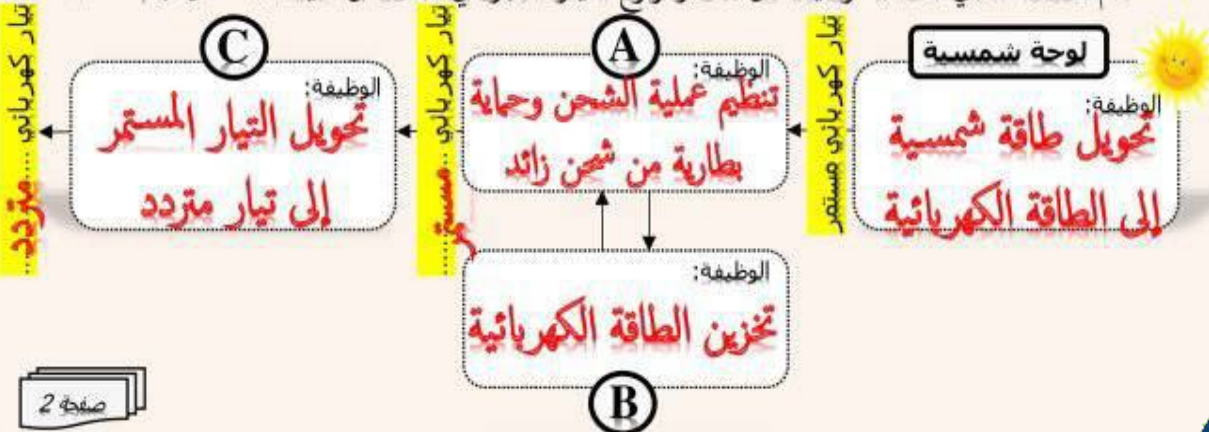 لوحة شمسية
الوظيفة:
تحويل طاقة شمسية
إلى الطاقة الكهربائية
تيار كهربائي مستمر
A
الوظيفة:
تنظيم عملية الشحن وحماية
بطارية من شحن زائد
تيار كهربائي ...مستمر......
B
الوظيفة:
تخزين الطاقة الكهربائية
C
الوظيفة:
تحويل التيار المستمر
إلى تيار متردد
تيار كهربائي ......متردد...
صفحة 2